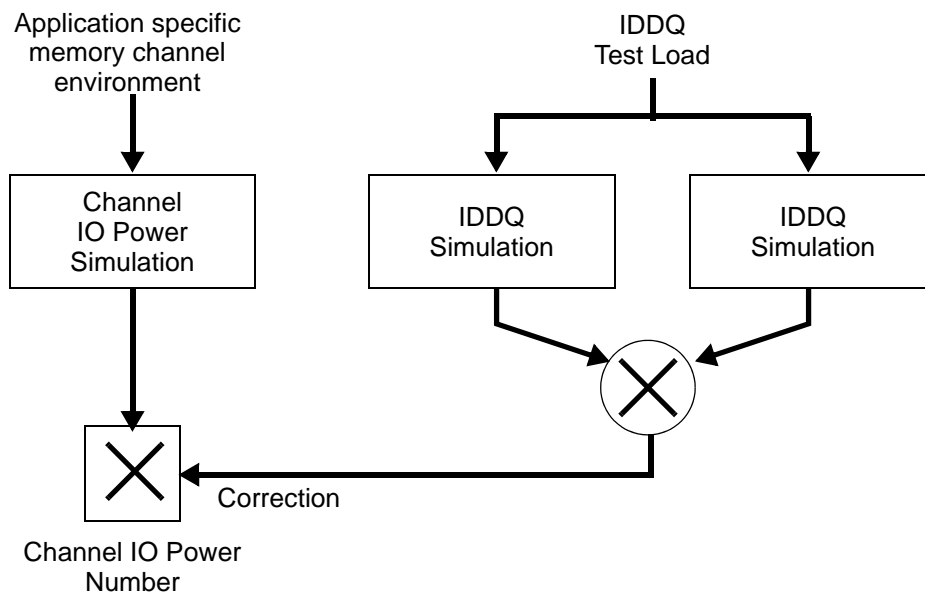 Application specific
memory channel
environment
IDDQ
Test Load
Channel
IO Power
Simulation
IDDQ
Simulation
IDDQ
Simulation
Correction
Channel IO Power
Number